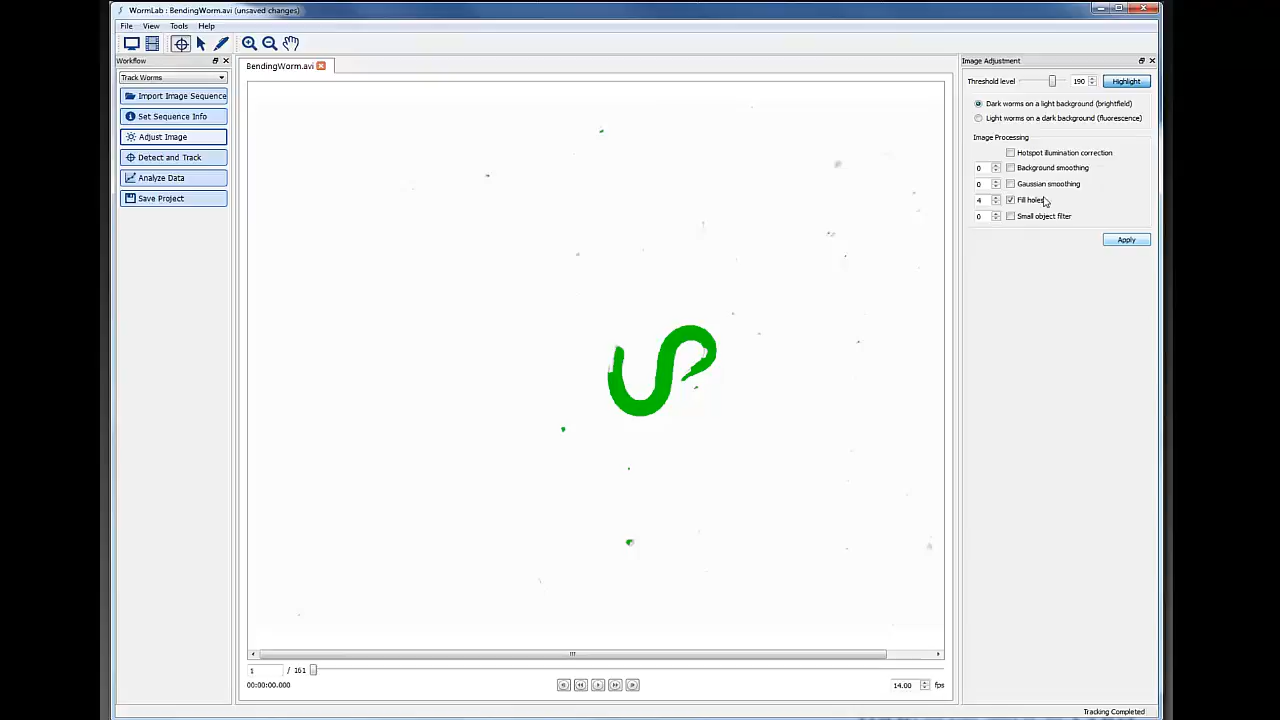 WormLab : BendingWorm.avi (unsaved changes)
File View Tools Help
Workflow
Track Worms
Import Image Sequence
Set Sequence Info
Adjust Image
Detect and Track
Analyze Data
Save Project
BendingWorm.avi
1 / 161
00:00:00.000
14.00 fps
Image Adjustment
Threshold level 190 Highlight
Dark worms on a light background (brightfield)
Light worms on a dark background (fluorescence)
Image Processing
Hotspot illumination correction
0 Background smoothing
0 Gaussian smoothing
4 Fill holes
0 Small object filter
Apply
Tracking Completed